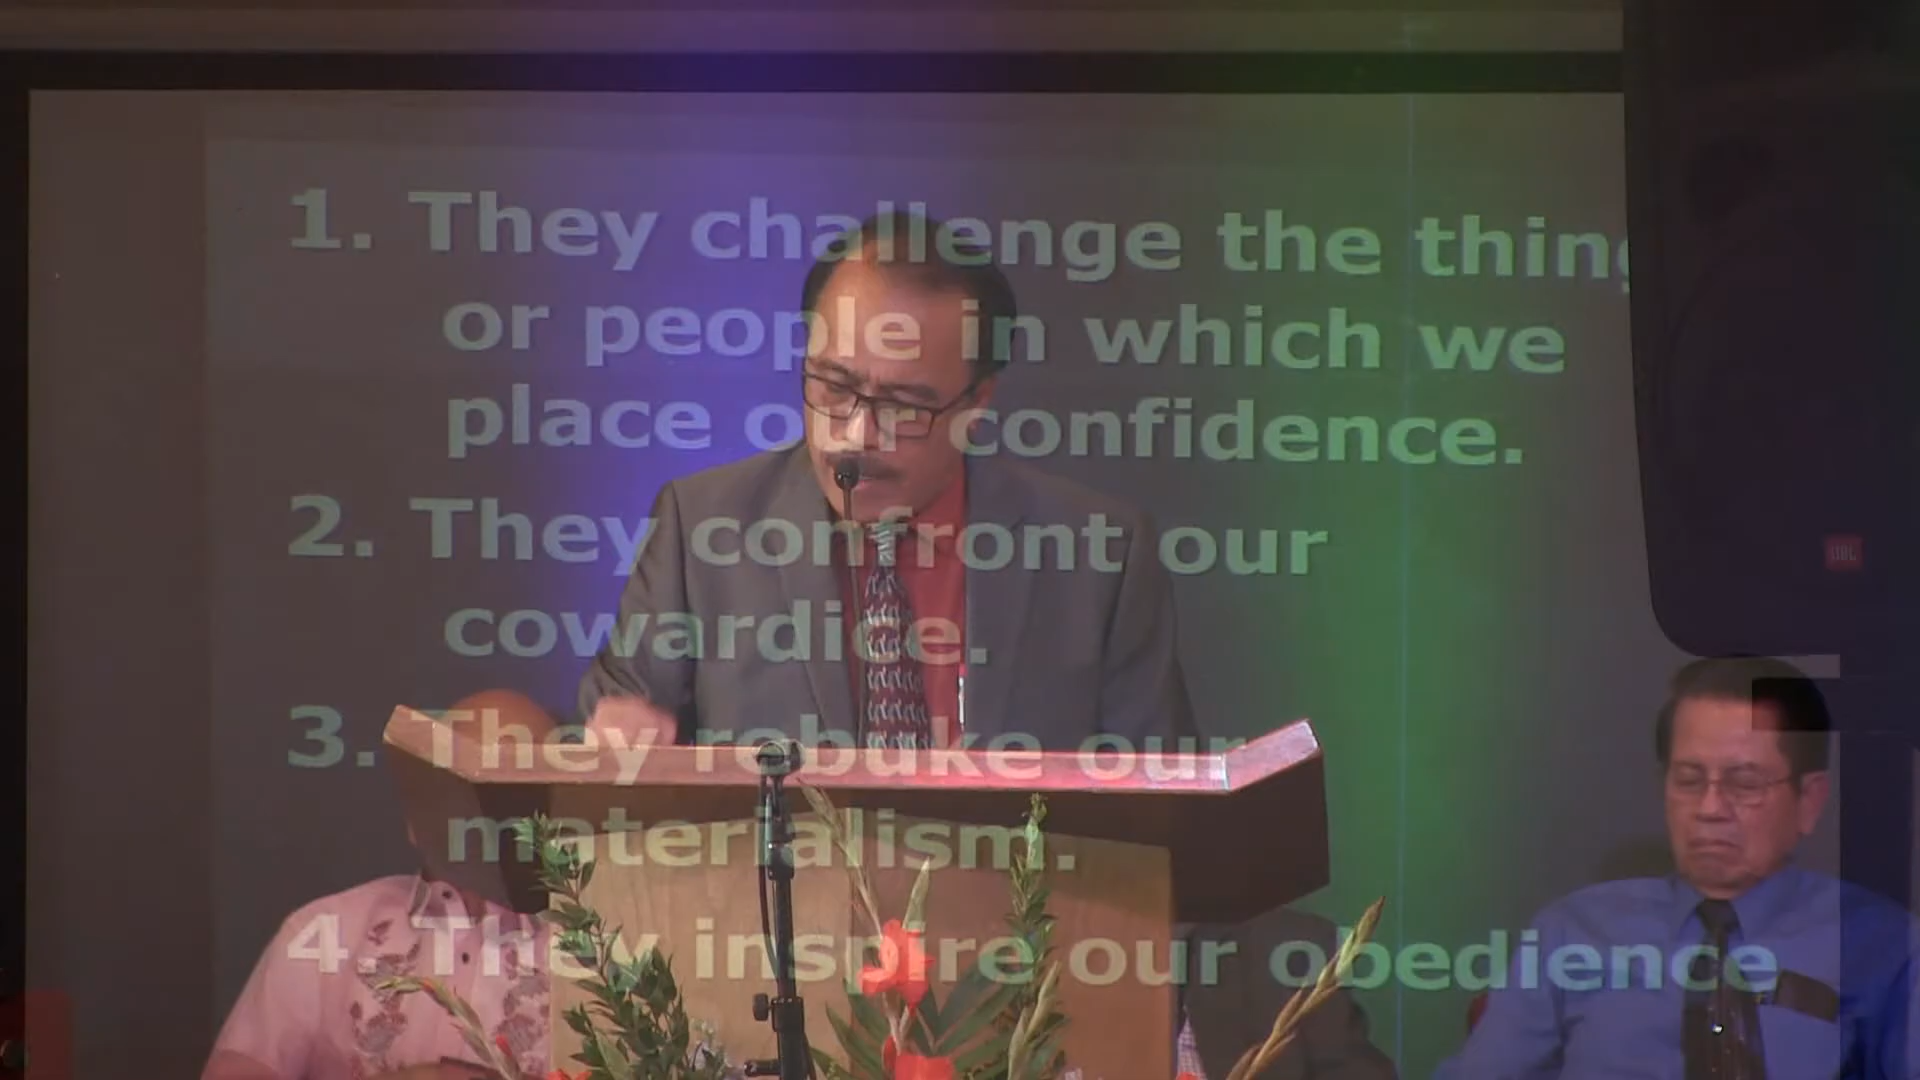 1. They challenge the thing
or people in which we
place our confidence.
2. They confront our
cowardice.
3. They rebuke our
materialism.
4. They inspire our obedience
JBL